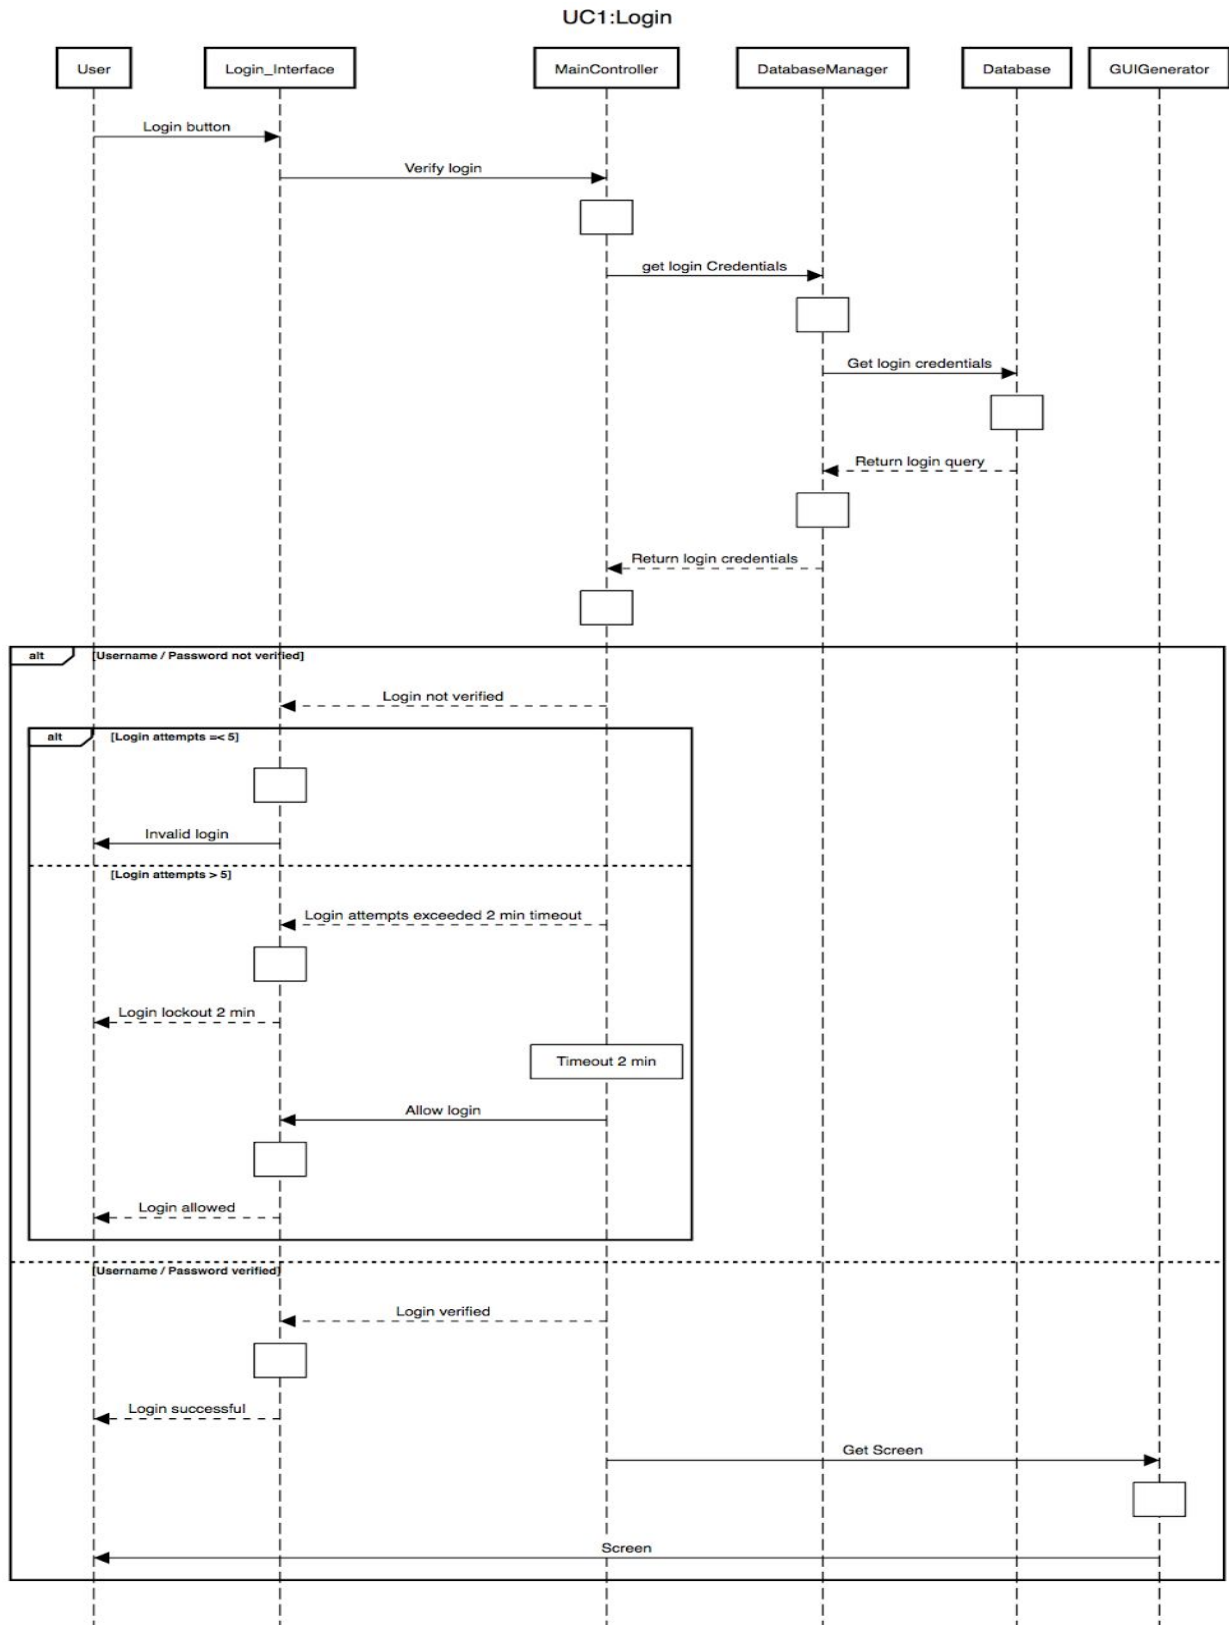 UC1:Login
User
Login_Interface
MainController
DatabaseManager
Database
GUIGenerator
Login button
Verify login
get login Credentials
Get login credentials
Return login query
Return login credentials
alt
[Username / Password not verified]
Login not verified
alt
[Login attempts =< 5]
Invalid login
[Login attempts > 5]
Login attempts exceeded 2 min timeout
Login lockout 2 min
Timeout 2 min
Allow login
Login allowed
[Username / Password verified]
Login verified
Login successful
Get Screen
Screen